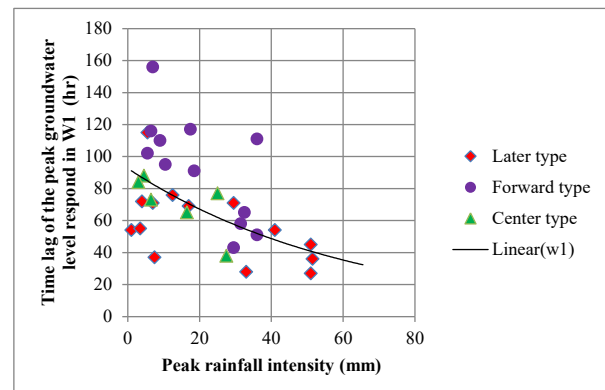 Time lag of the peak groundwater
level respond in W1  (hr)
180
160
140
120
100
80
60
40
20
0
0
20
40
60
80
Peak rainfall intensity (mm)
Later type
Forward type
Center type
Linear(w1)